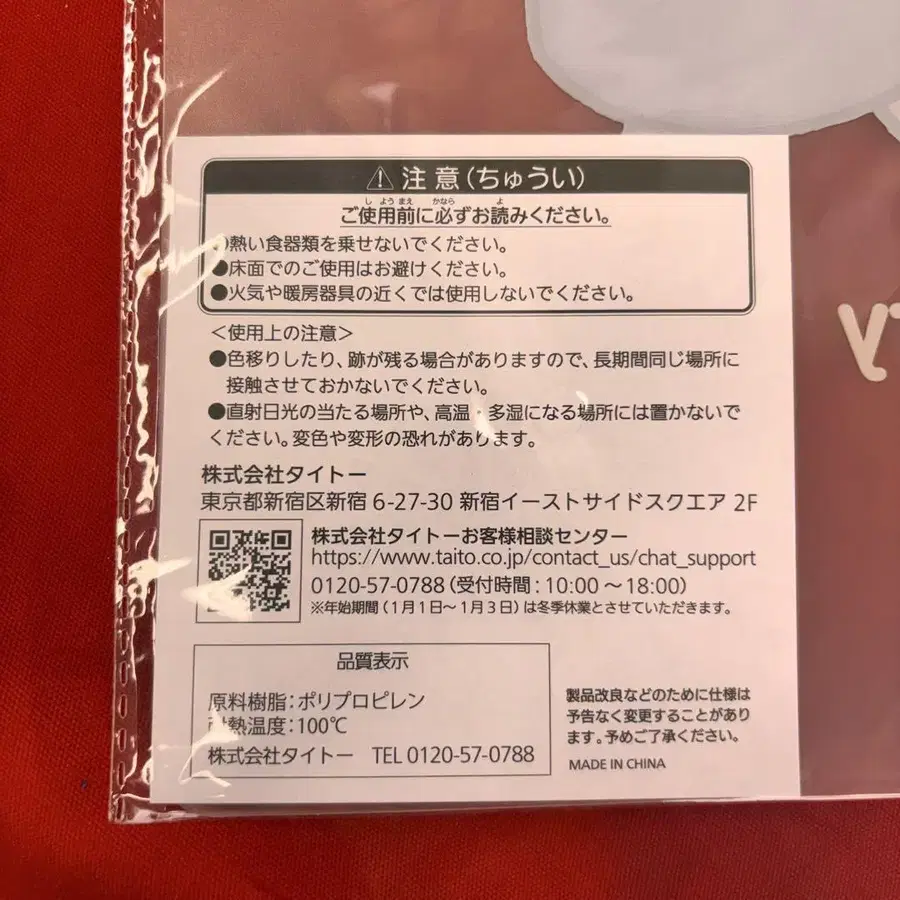 ⚠注意(ちゅうい)
ご使用前に必ずお読みください。
●熱い食器類を乗せないでください。
●床面でのご使用はお避けください。
●火気や暖房器具の近くでは使用しないでください。
<使用上の注意>
●色移りしたり、跡が残る場合がありますので、長期間同じ場所に
接触させておかないでください。
●直射日光の当たる場所や、高温・多湿になる場所には置かないで
ください。変色や変形の恐れがあります。
株式会社タイトー
東京都新宿区新宿 6-27-30 新宿イーストサイドスクエア 2F
株式会社タイトーお客様相談センター
https://www.taito.co.jp/contact_us/chat_support
0120-57-0788(受付時間:10:00~18:00)
※年始期間(1月1日~1月3日)は冬季休業とさせていただきます。
品質表示
原料樹脂:ポリプロピレン
耐熱温度:100℃
株式会社タイトー TEL 0120-57-0788
製品改良などのために仕様は
予告なく変更することがあり
ます。予めご了承ください。
MADE IN CHINA